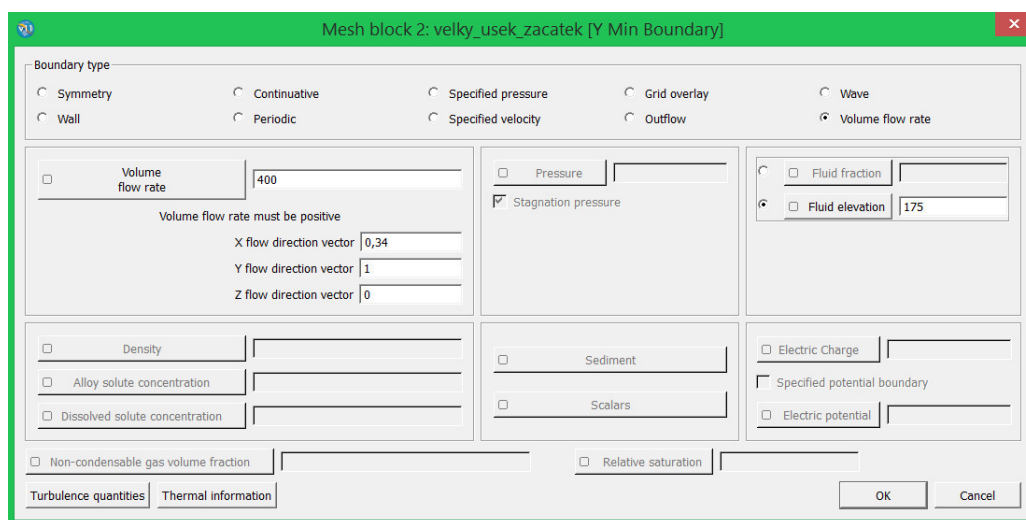 v11
Mesh block 2: velky_usek_zacatek [Y Min Boundary]
Boundary type
Symmetry Continuative Specified pressure Grid overlay Wave
Wall Periodic Specified velocity Outflow Volume flow rate
Volume
flow rate
400
Volume flow rate must be positive
X flow direction vector 0,34
Y flow direction vector 1
Z flow direction vector 0
Pressure
Stagnation pressure
Fluid fraction
Fluid elevation 175
Density
Alloy solute concentration
Dissolved solute concentration
Sediment
Scalars
Electric Charge
Specified potential boundary
Electric potential
Non-condensable gas volume fraction Relative saturation
Turbulence quantities Thermal information OK Cancel